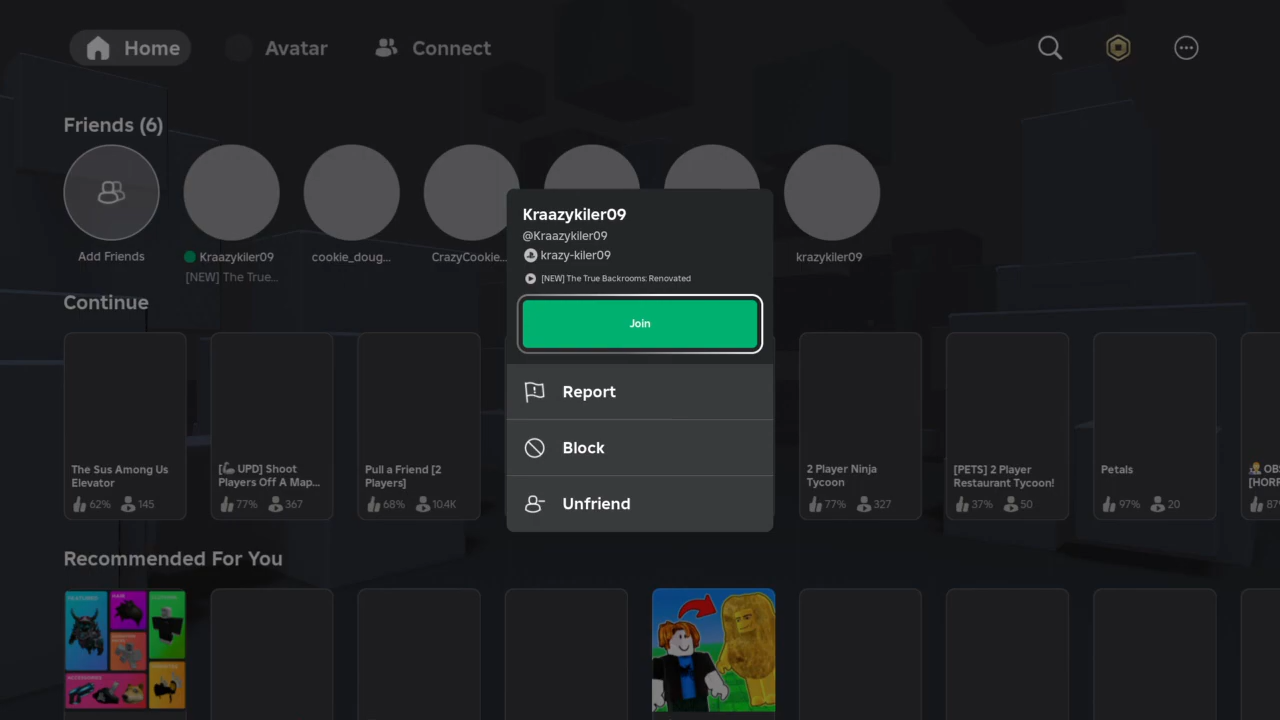 Home
Avatar
Connect
Friends (6)
Add Friends
Kraazykiler09
[NEW] The True...
cookie_doug...
CrazyCookie...
krazykiler09
Kraazykiler09
@Kraazykiler09
krazy-kiler09
[NEW] The True Backrooms: Renovated
Join
Report
Block
Unfriend
Continue
The Sus Among Us
Elevator
62% 145
[🦾 UPD] Shoot
Players Off A Map...
77% 367
Pull a Friend [2
Players]
68% 10.4K
2 Player Ninja
Tycoon
77% 327
[PETS] 2 Player
Restaurant Tycoon!
37% 50
Petals
97% 20
Recommended For You